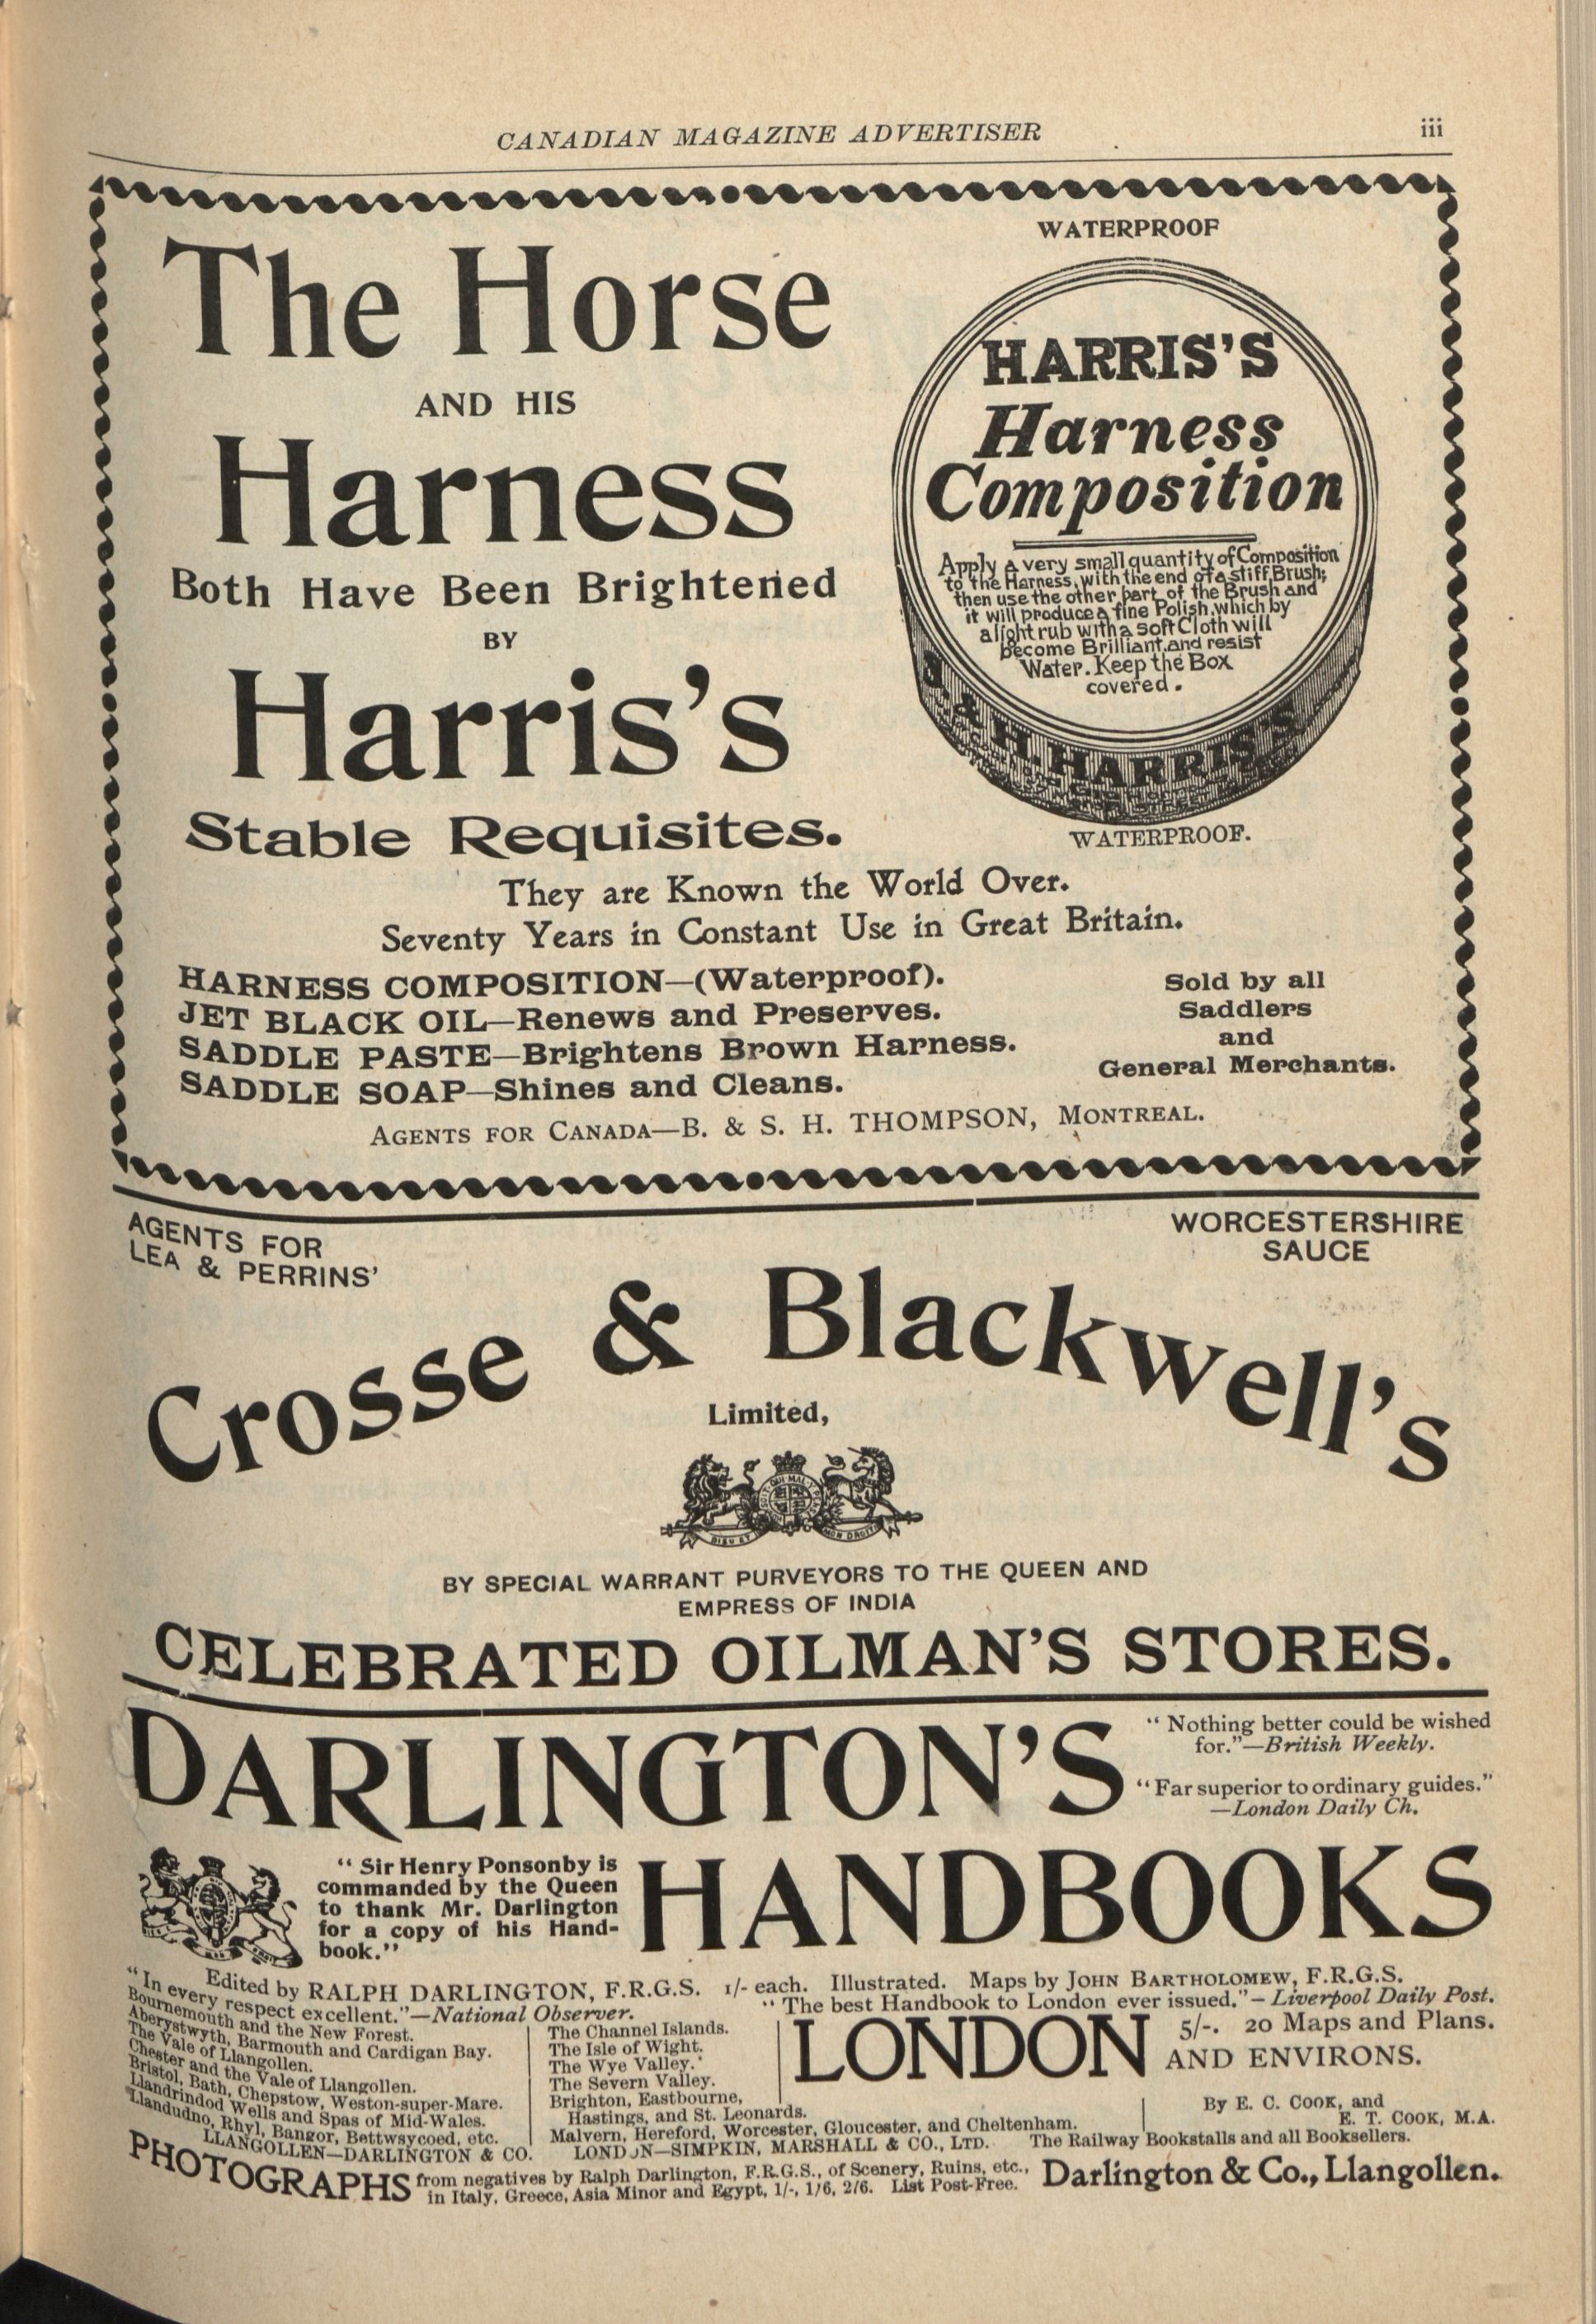 CANADIAN MAGAZINE ADVERTISER
iii
The Horse
AND HIS
Harness
Both Have Been Brightened
BY
Harris's
Stable Requisites.
WATERPROOF
HARRIS'S
Harness
Composition
Apply a very small quantity of Composition
to the Harness, with the end of a stiff Brush;
then use the other part of the Brush and
it will produce a fine Polish, which by
a light rub with a soft Cloth will
become Brilliant, and resist
Water. Keep the Box
covered.
J. & H. HARRIS'S
WATERPROOF.
They are Known the World Over.
Seventy Years in Constant Use in Great Britain.
HARNESS COMPOSITION—(Waterproof).
JET BLACK OIL—Renews and Preserves.
SADDLE PASTE—Brightens Brown Harness.
SADDLE SOAP—Shines and Cleans.
Sold by all
Saddlers
and
General Merchants.
AGENTS FOR CANADA—B. & S. H. THOMPSON, MONTREAL.
AGENTS FOR
LEA & PERRINS'
WORCESTERSHIRE
SAUCE
Crosse & Blackwell's
Limited,
DIEU ET MON DROIT
BY SPECIAL WARRANT PURVEYORS TO THE QUEEN AND
EMPRESS OF INDIA
CELEBRATED OILMAN'S STORES.
DARLINGTON'S
"Nothing better could be wished
for."—British Weekly.
"Far superior to ordinary guides."
—London Daily Ch.
"Sir Henry Ponsonby is
commanded by the Queen
to thank Mr. Darlington
for a copy of his Hand-
book."
HANDBOOKS
Edited by RALPH DARLINGTON, F.R.G.S. 1/- each. Illustrated. Maps by JOHN BARTHOLOMEW, F.R.G.S.
"In every respect excellent."—National Observer.
"The best Handbook to London ever issued."—Liverpool Daily Post.
Bournemouth and the New Forest.
Aberystwyth, Barmouth and Cardigan Bay.
The Vale of Llangollen.
Chester and the Vale of Llangollen.
Bristol, Bath, Chepstow, Weston-super-Mare.
Llandrindod Wells and Spas of Mid-Wales.
Llandudno, Rhyl, Bangor, Bettwsycoed, etc.
The Channel Islands.
The Isle of Wight.
The Wye Valley.
The Severn Valley.
Brighton, Eastbourne,
Hastings, and St. Leonards.
Malvern, Hereford, Worcester, Gloucester, and Cheltenham.
LONDON
5/-. 20 Maps and Plans.
AND ENVIRONS.
By E. C. COOK, and
E. T. COOK, M.A.
LLANGOLLEN—DARLINGTON & CO. LONDON—SIMPKIN, MARSHALL & CO., LTD. The Railway Bookstalls and all Booksellers.
PHOTOGRAPHS
from negatives by Ralph Darlington, F.R.G.S., of Scenery, Ruins, etc.,
in Italy, Greece, Asia Minor and Egypt, 1/-, 1/6, 2/6. List Post-Free.
Darlington & Co., Llangollen.